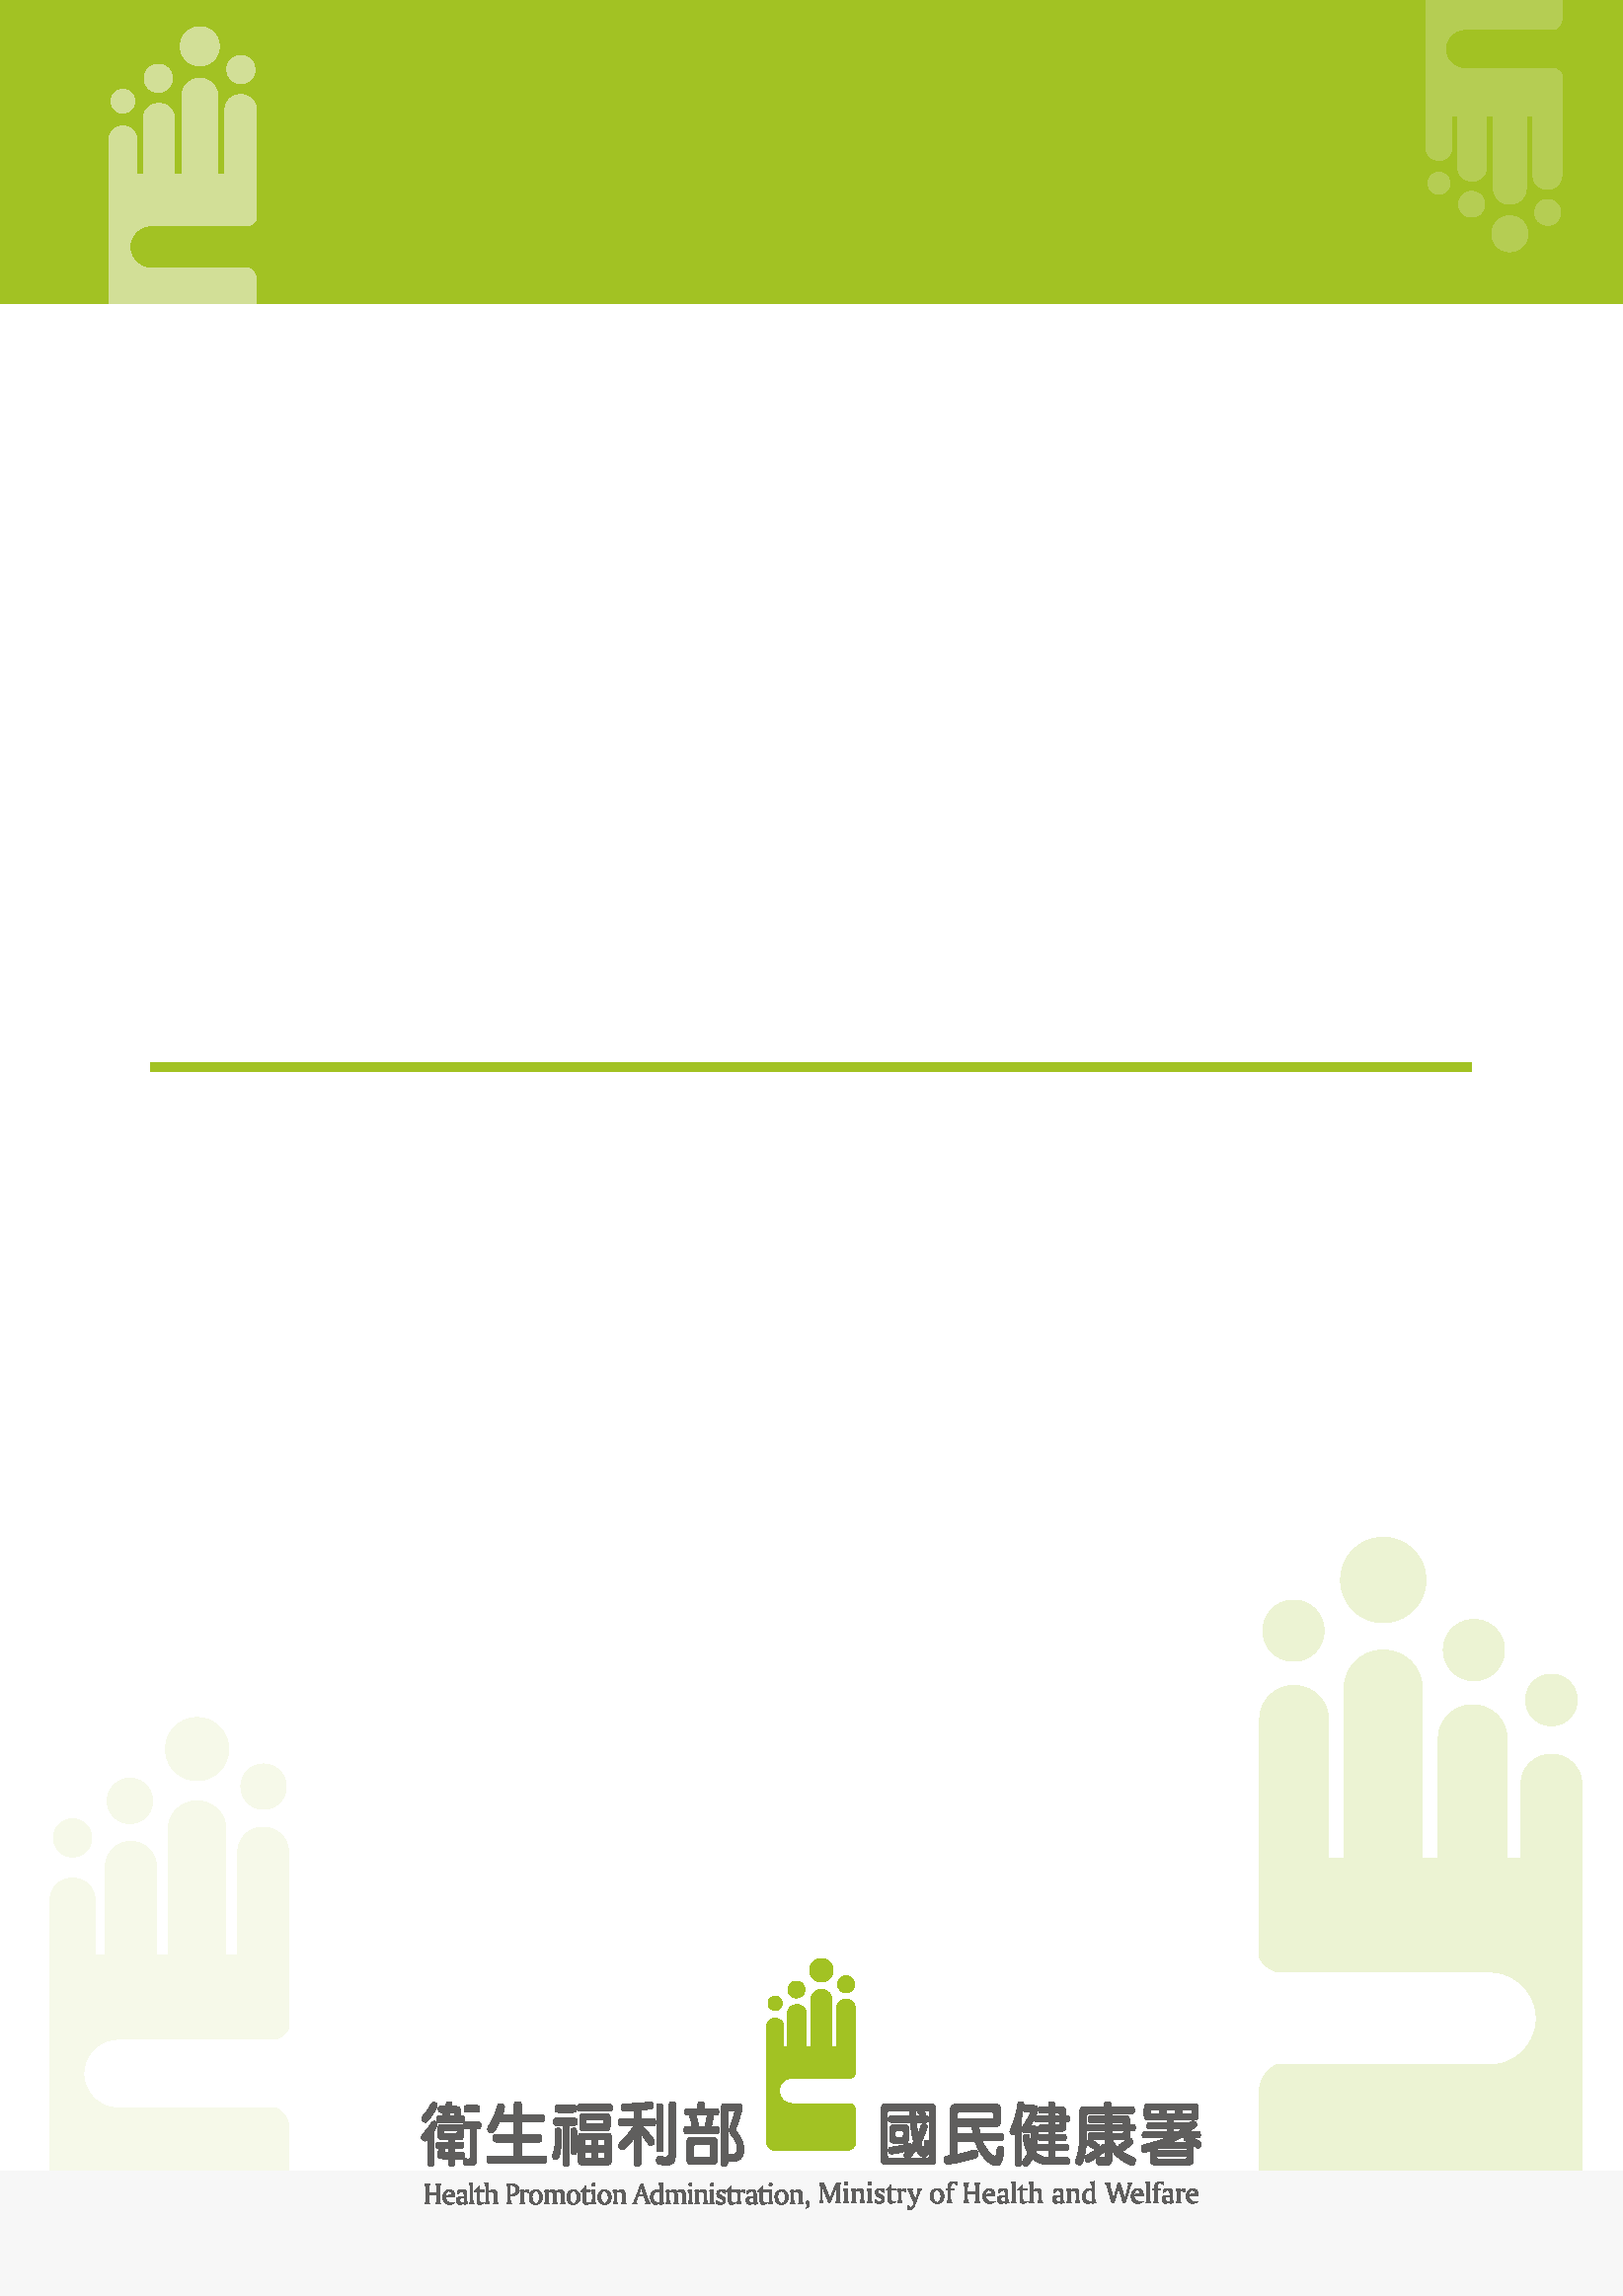 衛生福利部 國民健康署
Health Promotion Administration, Ministry of Health and Welfare